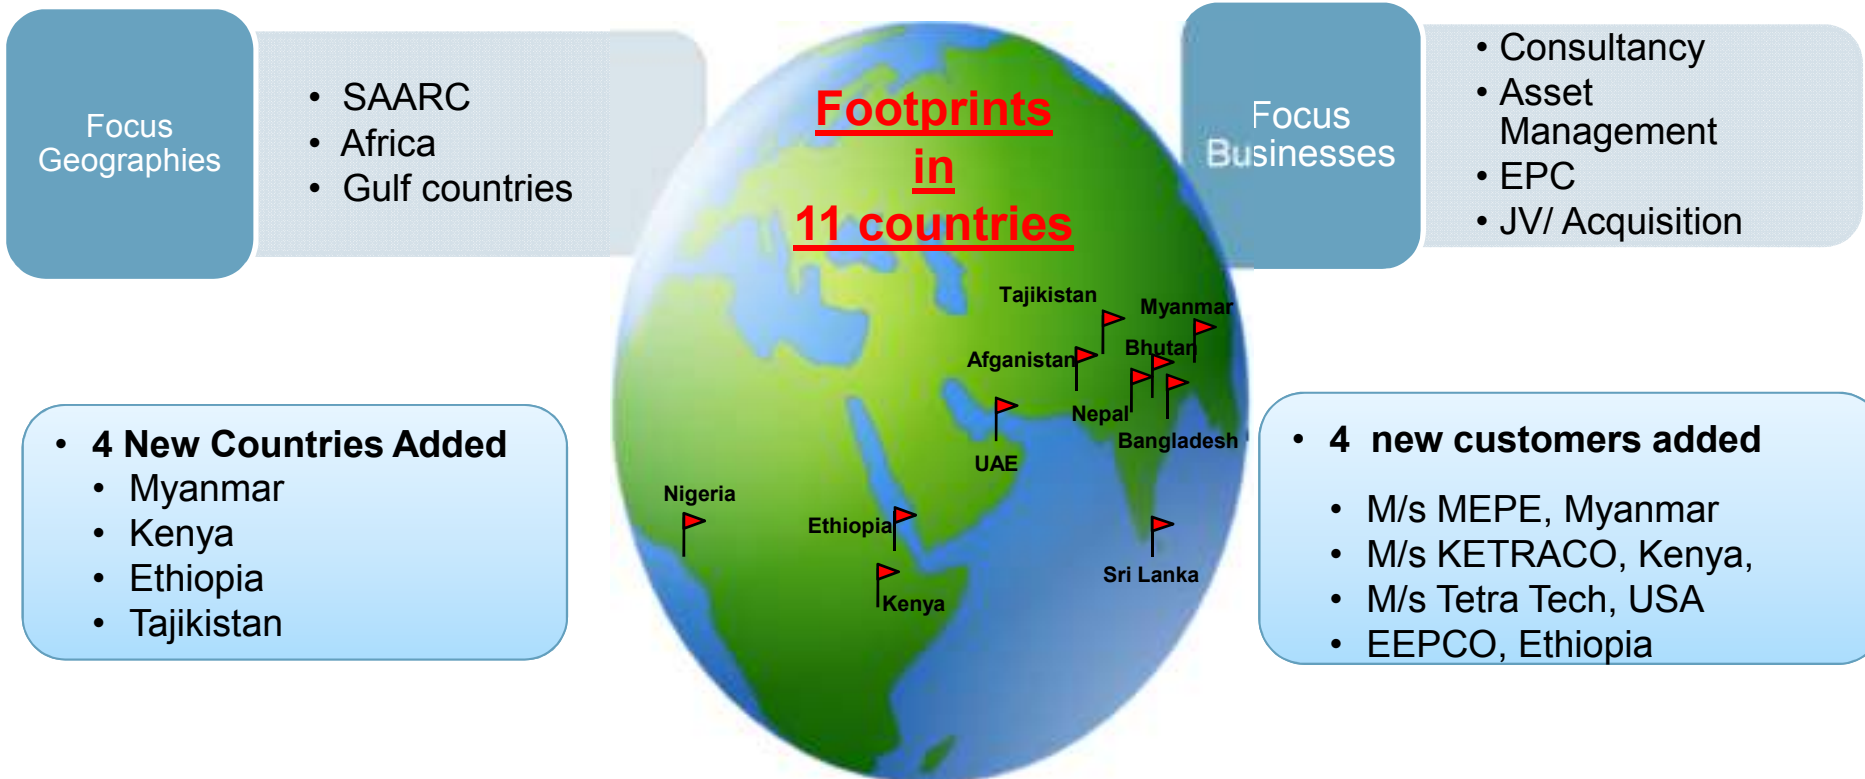 Focus
Geographies
• SAARC
• Africa
• Gulf countries
Footprints
in
11 countries
Focus
Businesses
• Consultancy
• Asset
Management
• EPC
• JV/ Acquisition
Tajikistan
Myanmar
Afganistan
Bhutan
Nepal
Bangladesh
UAE
Nigeria
Ethiopia
Kenya
Sri Lanka
• 4 New Countries Added
• Myanmar
• Kenya
• Ethiopia
• Tajikistan
• 4 new customers added
• M/s MEPE, Myanmar
• M/s KETRACO, Kenya,
• M/s Tetra Tech, USA
• EEPCO, Ethiopia